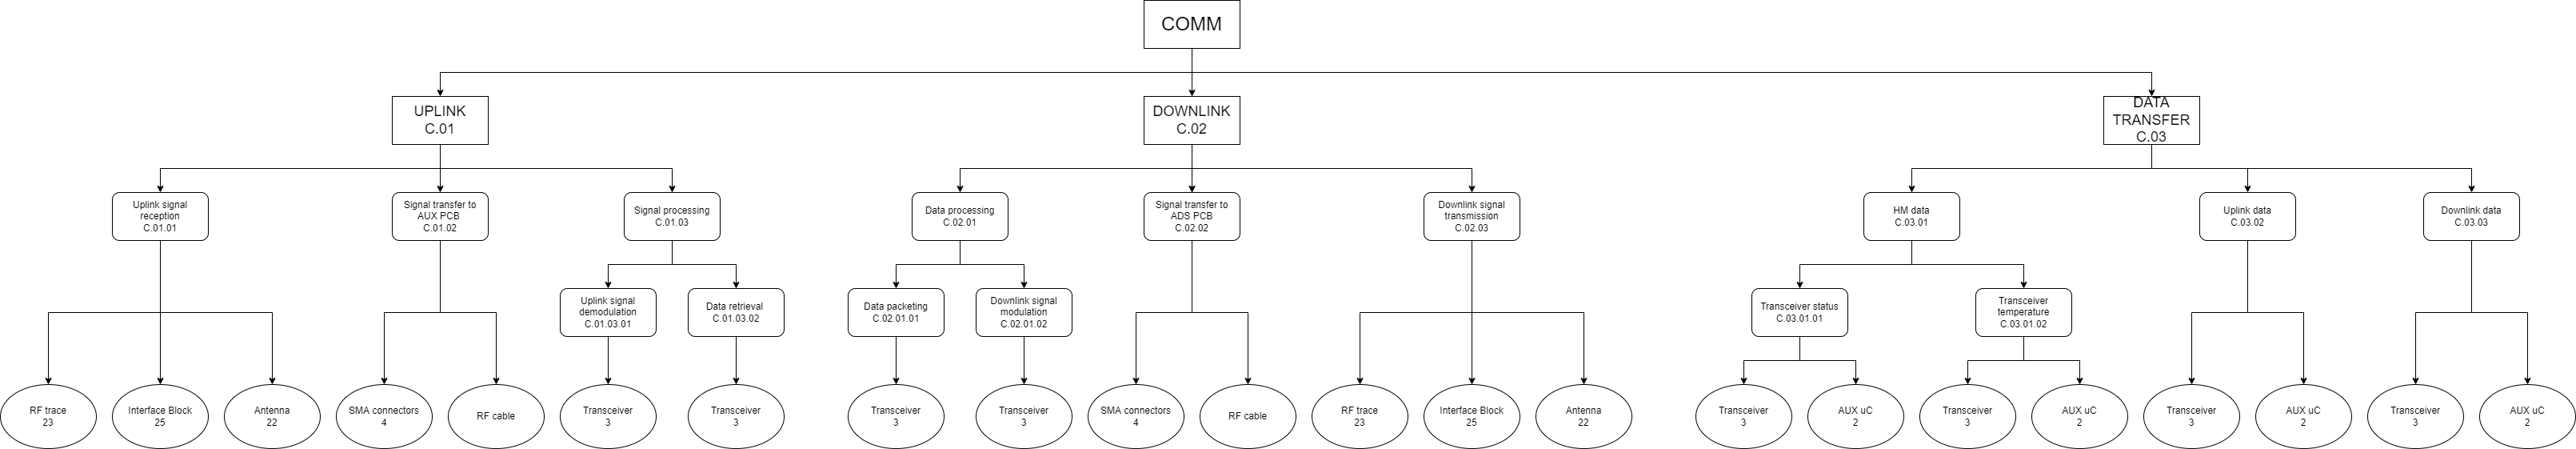 COMM
UPLINK
C.01
DOWNLINK
C.02
DATA
TRANSFER
C.03
Uplink signal
reception
C.01.01
Signal transfer to
AUX PCB
C.01.02
Signal processing
C.01.03
Data processing
C.02.01
Signal transfer to
ADS PCB
C.02.02
Downlink signal
transmission
C.02.03
HM data
C.03.01
Uplink data
C.03.02
Downlink data
C.03.03
Uplink signal
demodulation
C.01.03.01
Data retrieval
C.01.03.02
Data packeting
C.02.01.01
Downlink signal
modulation
C.02.01.02
Transceiver status
C.03.01.01
Transceiver
temperature
C.03.01.02
RF trace
23
Interface Block
25
Antenna
22
SMA connectors
4
RF cable
Transceiver
3
Transceiver
3
Transceiver
3
Transceiver
3
SMA connectors
4
RF cable
RF trace
23
Interface Block
25
Antenna
22
Transceiver
3
AUX uC
2
Transceiver
3
AUX uC
2
Transceiver
3
AUX uC
2
Transceiver
3
AUX uC
2